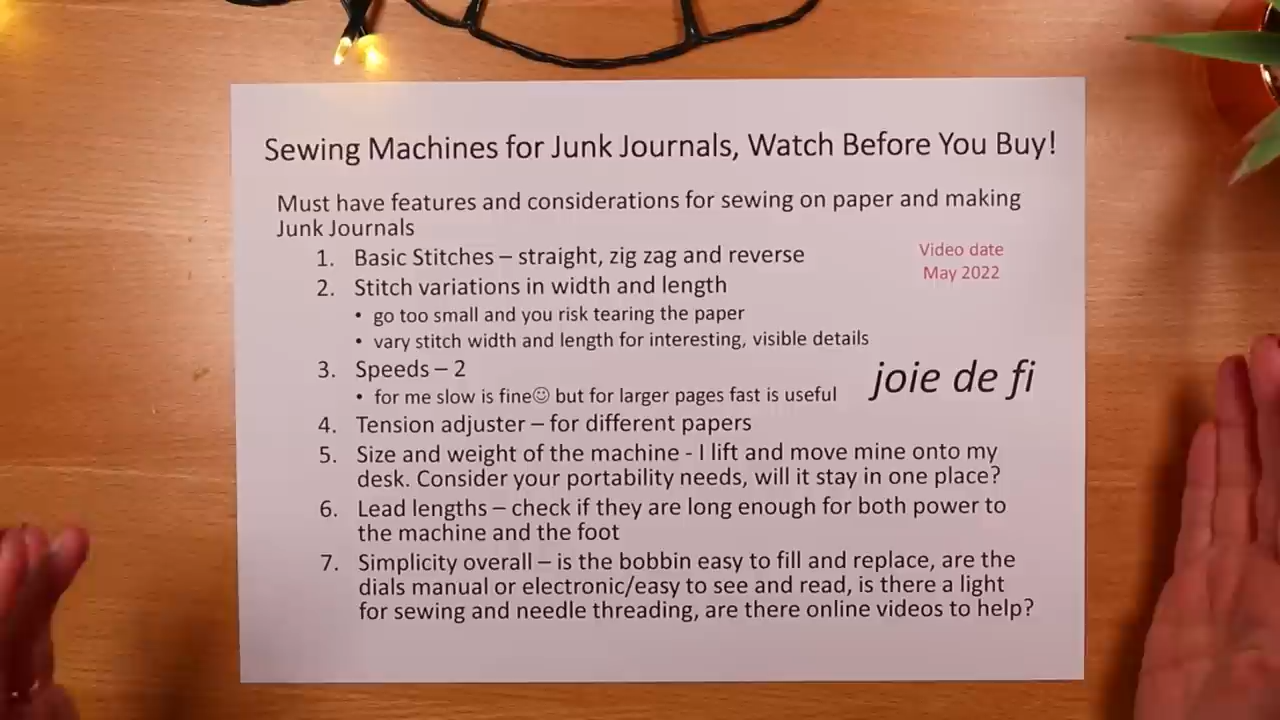 Sewing Machines for Junk Journals, Watch Before You Buy!
Must have features and considerations for sewing on paper and making
Junk Journals
1. Basic Stitches – straight, zig zag and reverse
Video date
May 2022
2. Stitch variations in width and length
• go too small and you risk tearing the paper
• vary stitch width and length for interesting, visible details
3. Speeds – 2
joie de fi
• for me slow is fine☺ but for larger pages fast is useful
4. Tension adjuster – for different papers
5. Size and weight of the machine - I lift and move mine onto my
desk. Consider your portability needs, will it stay in one place?
6. Lead lengths – check if they are long enough for both power to
the machine and the foot
7. Simplicity overall – is the bobbin easy to fill and replace, are the
dials manual or electronic/easy to see and read, is there a light
for sewing and needle threading, are there online videos to help?